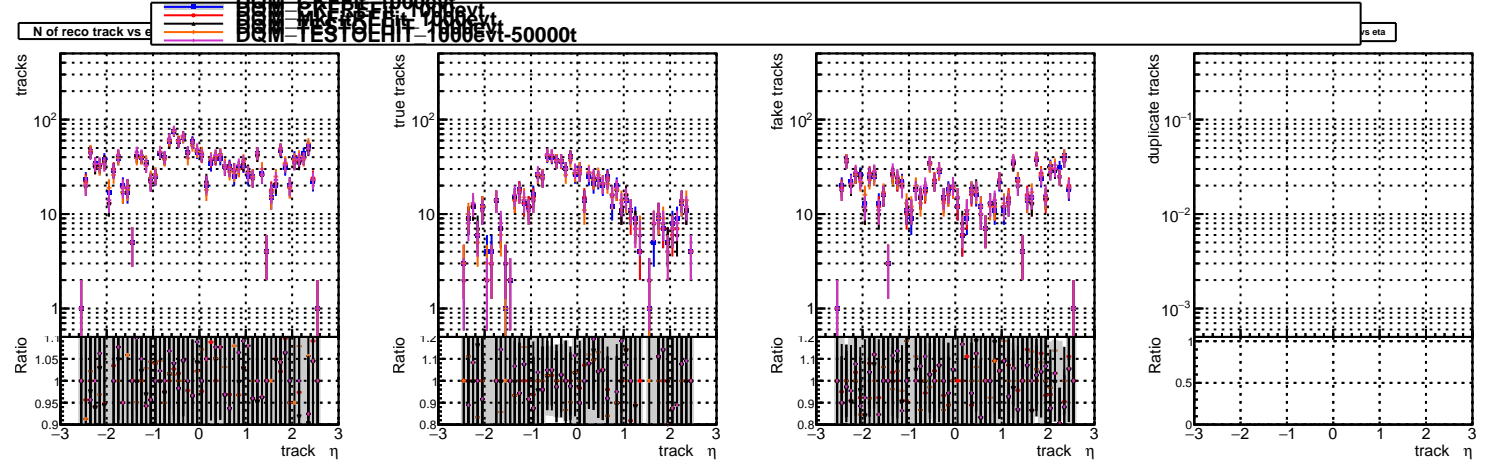 DQM_TESTOLHIT_1000evt-50000t
N of reco track vs e
vs eta
tracks
10²
10
1
Ratio
1.1
1.05
1
0.95
0.9
−3 −2 −1 0 1 2 3
track η
true tracks
10²
10
1
Ratio
1.2
1.1
1
0.9
0.8
−3 −2 −1 0 1 2 3
track η
fake tracks
10²
10
1
Ratio
1.2
1.1
1
0.9
0.8
−3 −2 −1 0 1 2 3
track η
duplicate tracks
10⁻¹
10⁻²
10⁻³
Ratio
1
0.5
0
−3 −2 −1 0 1 2 3
track η